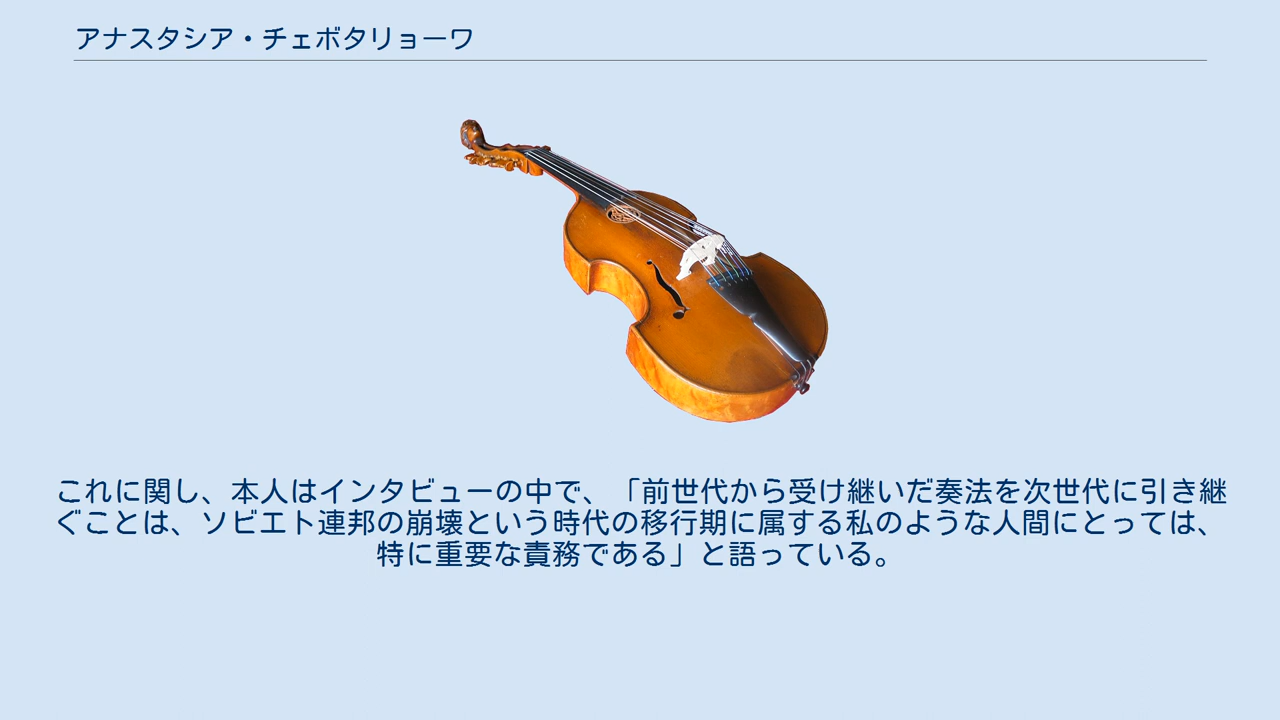 アナスタシア・チェボタリョーワ
これに関し、本人はインタビューの中で、「前世代から受け継いだ奏法を次世代に引き継
ぐことは、ソビエト連邦の崩壊という時代の移行期に属する私のような人間にとっては、
特に重要な責務である」と語っている。